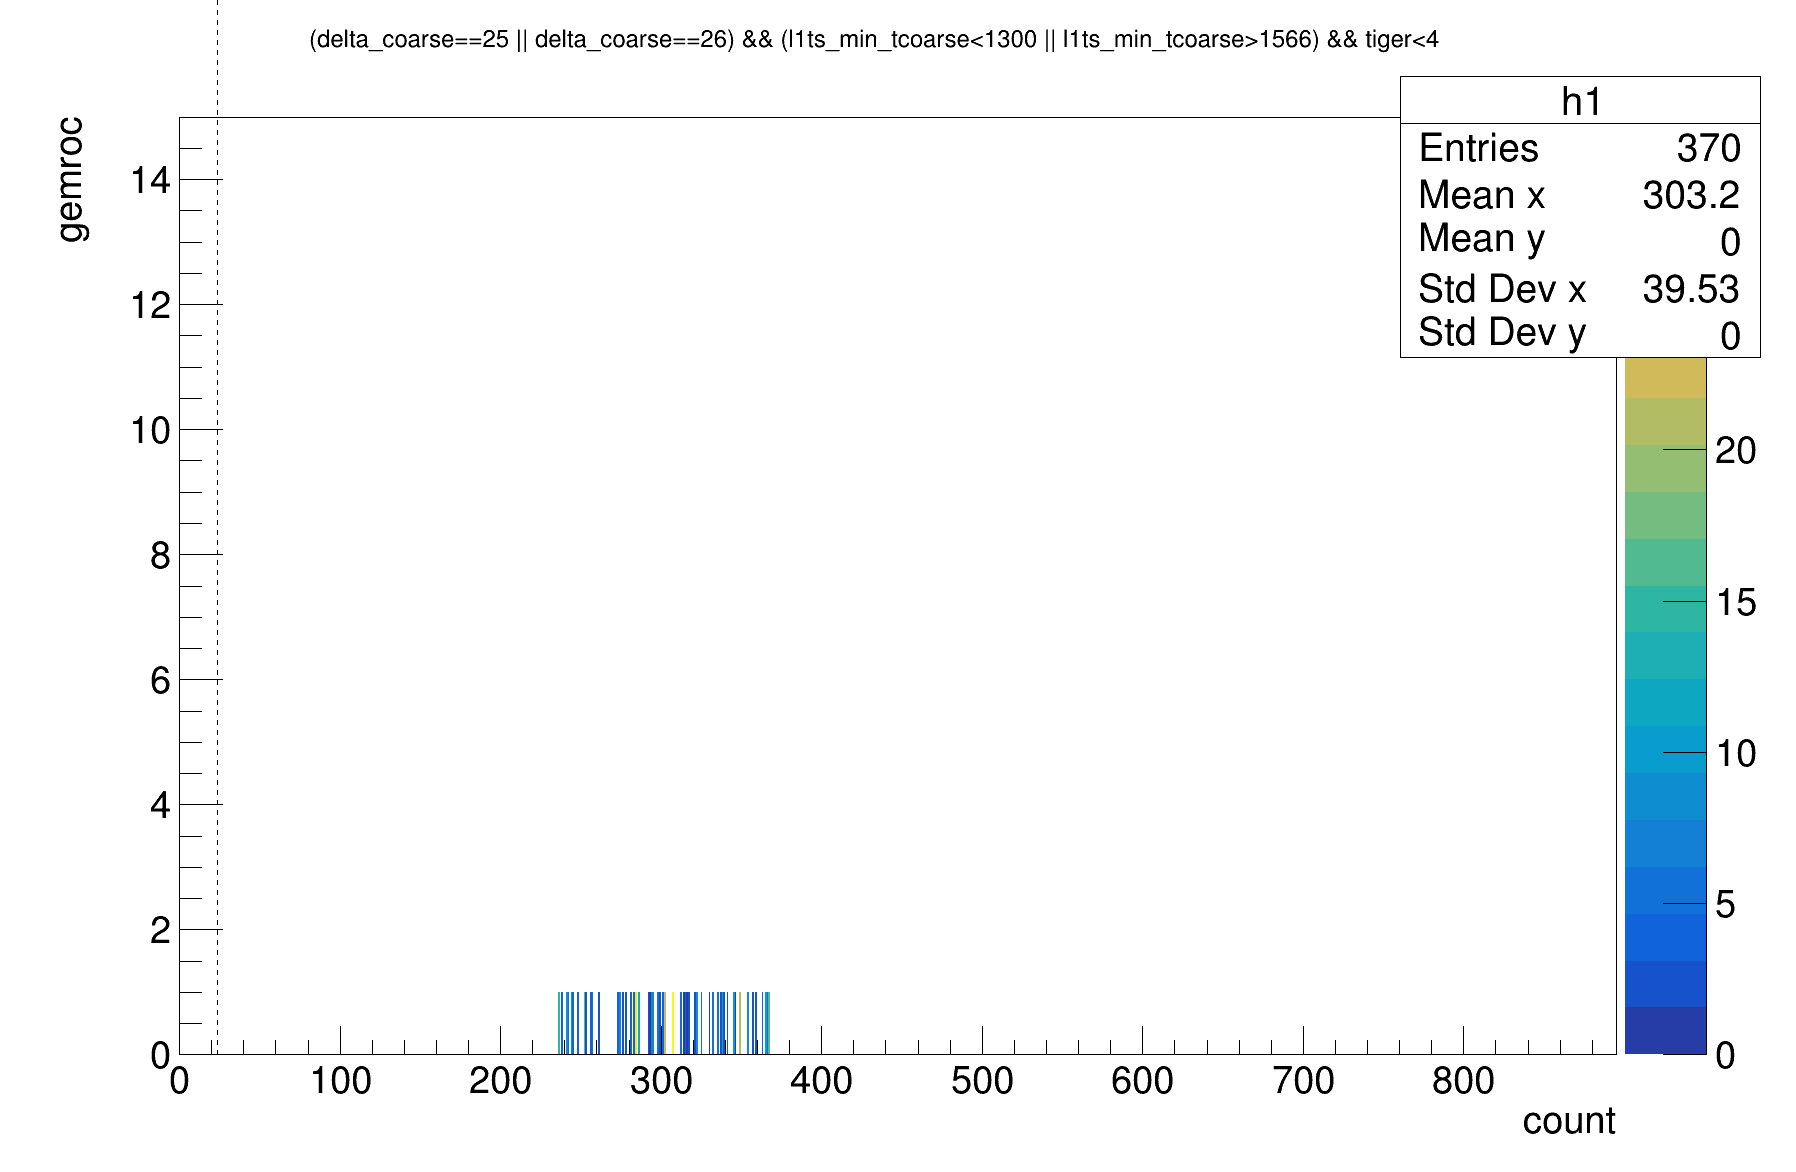 (delta_coarse==25 || delta_coarse==26) && (l1ts_min_tcoarse<1300 || l1ts_min_tcoarse>1566) && tiger<4
h1
Entries 370
Mean x 303.2
Mean y 0
Std Dev x 39.53
Std Dev y 0
gemroc
14
12
10
8
6
4
2
0
20
15
10
5
0
0 100 200 300 400 500 600 700 800
count